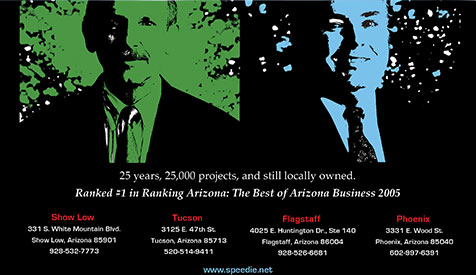 25 years, 25,000 projects, and still locally owned.
Ranked #1 in Ranking Arizona: The Best of Arizona Business 2005
Show Low
331 S. White Mountain Blvd.
Show Low, Arizona 85901
928-532-7773
Tucson
3125 E. 47th St.
Tucson, Arizona 85713
520-514-9411
Flagstaff
4025 E. Huntington Dr., Ste 140
Flagstaff, Arizona 86004
928-526-6681
Phoenix
3331 E. Wood St.
Phoenix, Arizona 85040
602-997-6391
www.speedie.net